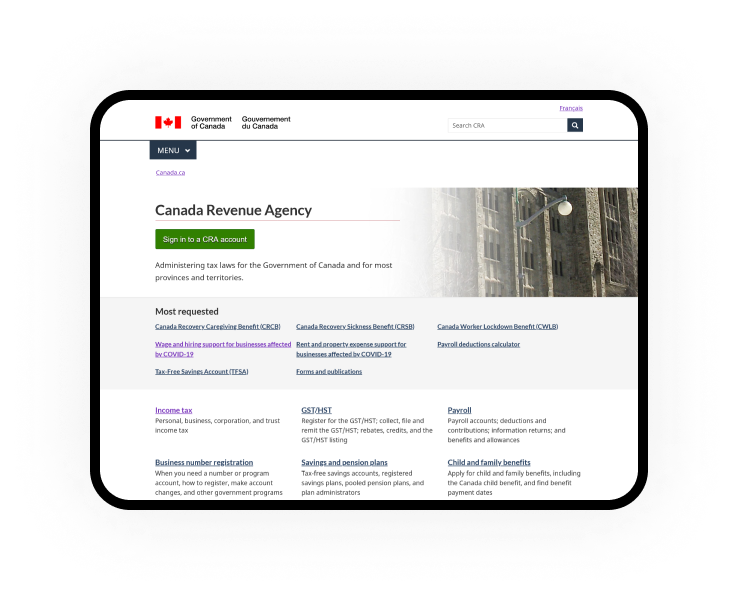 Français
Government
of Canada
Gouvernement
du Canada
Search CRA
MENU
Canada.ca
Canada Revenue Agency
Sign in to a CRA account
Administering tax laws for the Government of Canada and for most
provinces and territories.
Most requested
Canada Recovery Caregiving Benefit (CRCB)
Canada Recovery Sickness Benefit (CRSB)
Canada Worker Lockdown Benefit (CWLB)
Wage and hiring support for businesses affected
by COVID-19
Rent and property expense support for
businesses affected by COVID-19
Payroll deductions calculator
Tax-Free Savings Account (TFSA)
Forms and publications
Income tax
Personal, business, corporation, and trust
income tax
GST/HST
Register for the GST/HST; collect, file and
remit the GST/HST; rebates, credits, and the
GST/HST listing
Payroll
Payroll accounts; deductions and
contributions; information returns; and
benefits and allowances
Business number registration
When you need a number or program
account, how to register, make account
changes, and other government programs
Savings and pension plans
Tax-free savings accounts, registered
savings plans, pooled pension plans, and
plan administrators
Child and family benefits
Apply for child and family benefits, including
the Canada child benefit, and find benefit
payment dates